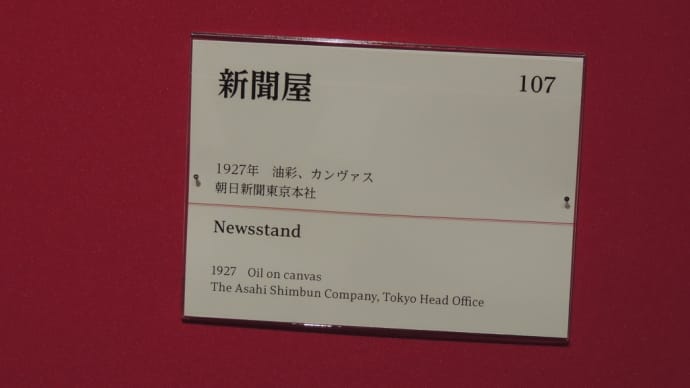 新聞屋
107
1927年　油彩、カンヴァス
朝日新聞東京本社
Newsstand
1927　Oil on canvas
The Asahi Shimbun Company, Tokyo Head Office